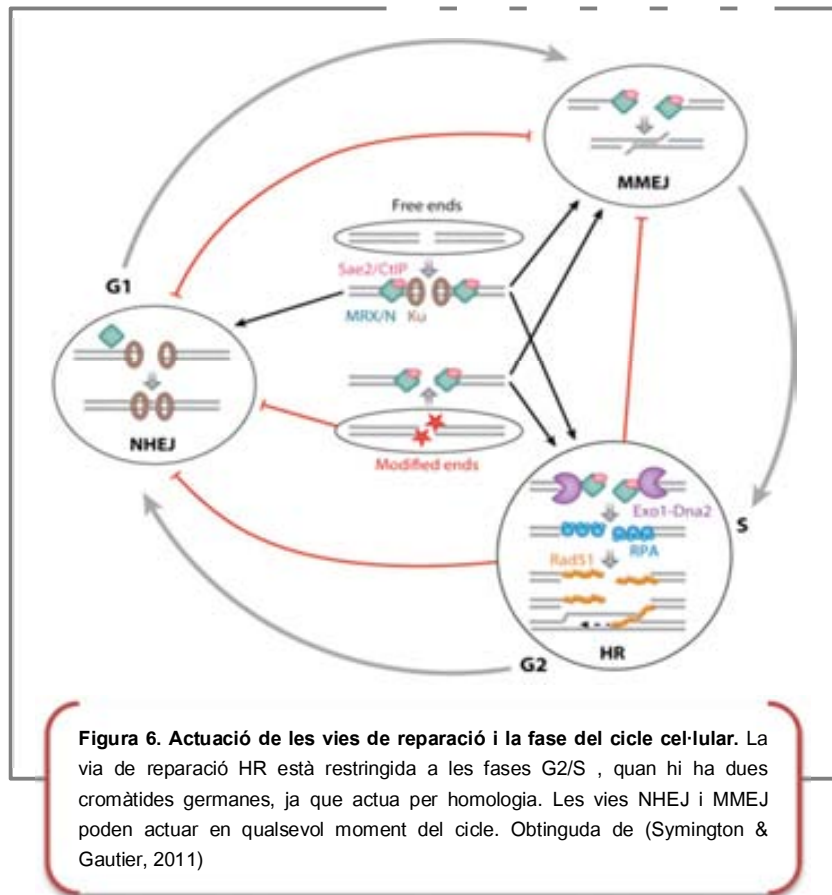 MMEJ
Free ends
Sae2/CtIP
G1
MRX/N Ku
NHEJ
Modified ends
Exo1-Dna2
S
RPA
Rad51
G2
HR
Figura 6. Actuació de les vies de reparació i la fase del cicle cel·lular. La
via de reparació HR està restringida a les fases G2/S , quan hi ha dues
cromàtides germanes, ja que actua per homologia. Les vies NHEJ i MMEJ
poden actuar en qualsevol moment del cicle. Obtinguda de (Symington &
Gautier, 2011)